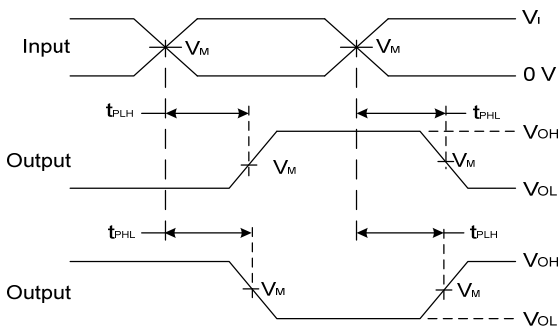 VI
Input VM VM
0 V
tPLH tPHL
VOH
Output VM VM
VOL
tPHL tPLH
VOH
Output VM VM
VOL